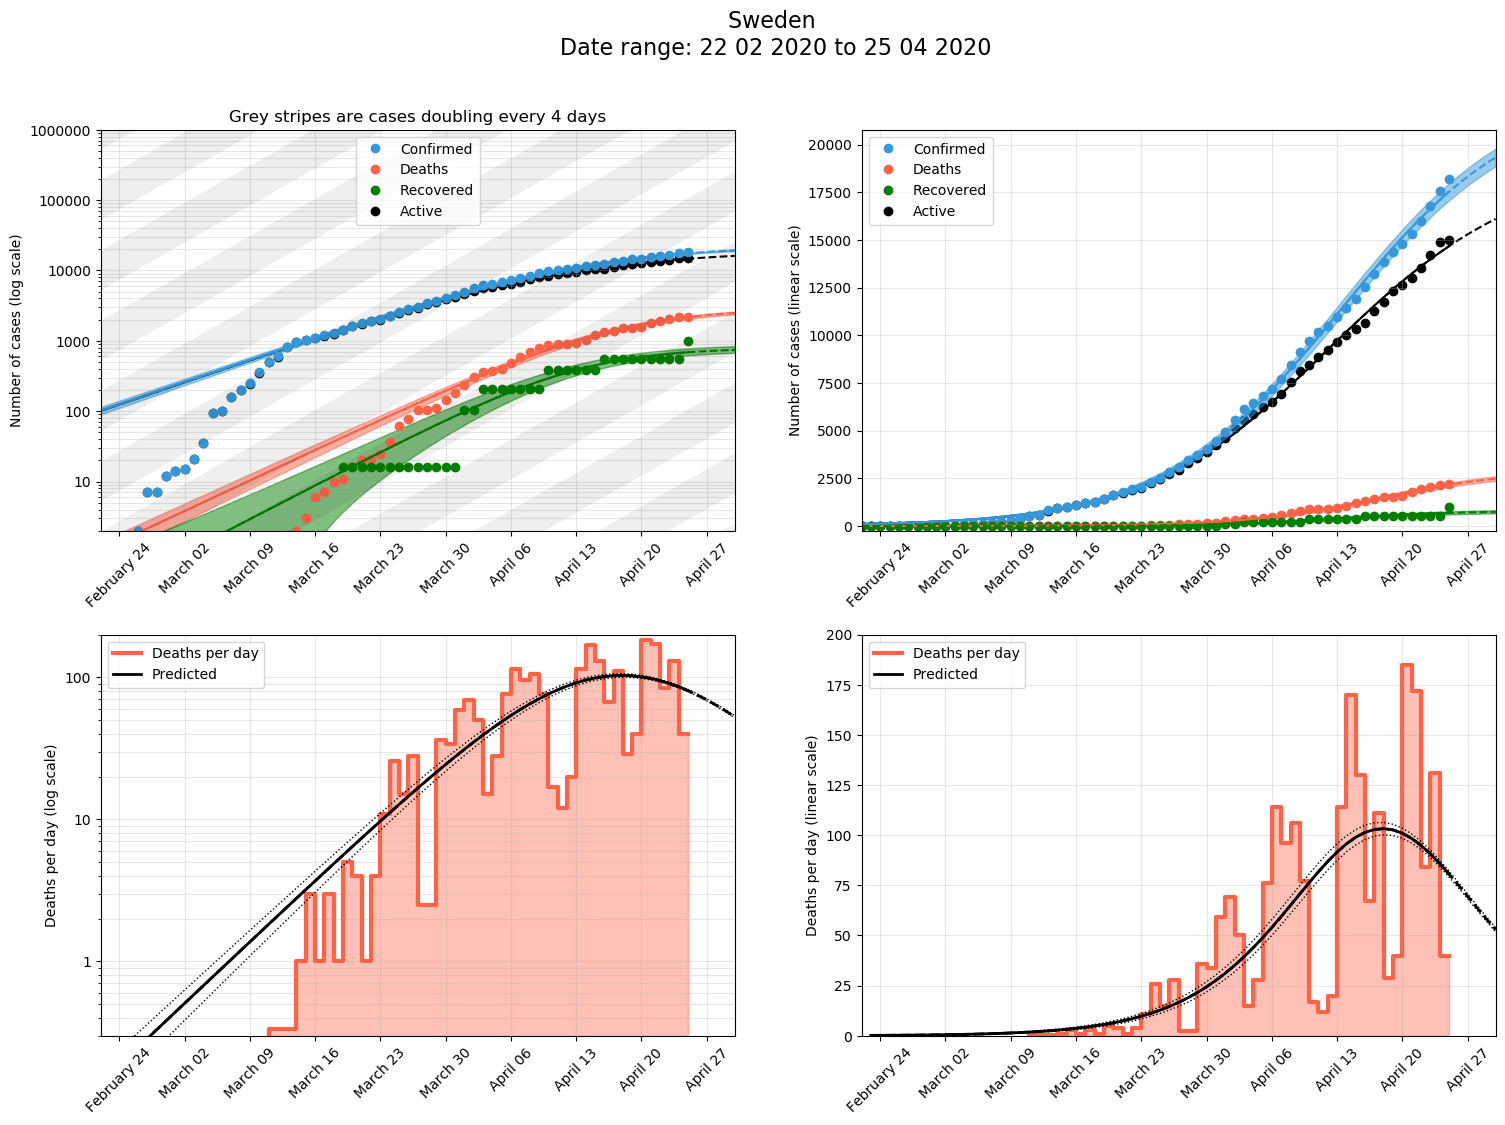 Sweden
Date range: 22 02 2020 to 25 04 2020
Grey stripes are cases doubling every 4 days
Number of cases (log scale)
1000000
100000
10000
1000
100
10
Confirmed
Deaths
Recovered
Active
February 24
March 02
March 09
March 16
March 23
March 30
April 06
April 13
April 20
April 27
Number of cases (linear scale)
20000
17500
15000
12500
10000
7500
5000
2500
0
Confirmed
Deaths
Recovered
Active
February 24
March 02
March 09
March 16
March 23
March 30
April 06
April 13
April 20
April 27
Deaths per day (log scale)
100
10
1
Deaths per day
Predicted
February 24
March 02
March 09
March 16
March 23
March 30
April 06
April 13
April 20
April 27
Deaths per day (linear scale)
200
175
150
125
100
75
50
25
0
Deaths per day
Predicted
February 24
March 02
March 09
March 16
March 23
March 30
April 06
April 13
April 20
April 27